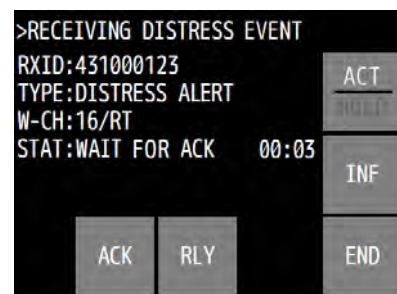 >RECEIVING DISTRESS EVENT
RXID:431000123
TYPE:DISTRESS ALERT
W-CH:16/RT
STAT:WAIT FOR ACK 00:03
ACT
INF
ACK RLY END